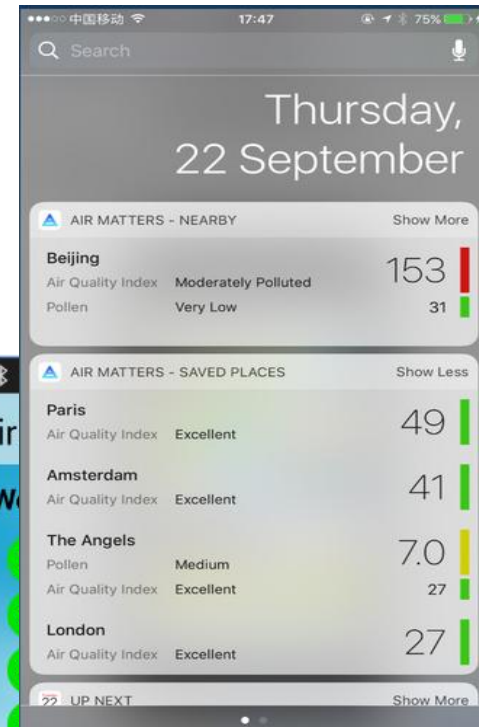 中国移动 17:47 75%
Search
Thursday,
22 September
AIR MATTERS - NEARBY Show More
Beijing 153
Air Quality Index Moderately Polluted
Pollen Very Low 31
AIR MATTERS - SAVED PLACES Show Less
Paris 49
Air Quality Index Excellent
Amsterdam 41
Air Quality Index Excellent
The Angels 7.0
Pollen Medium
Air Quality Index Excellent 27
London 27
Air Quality Index Excellent
22 UP NEXT Show More